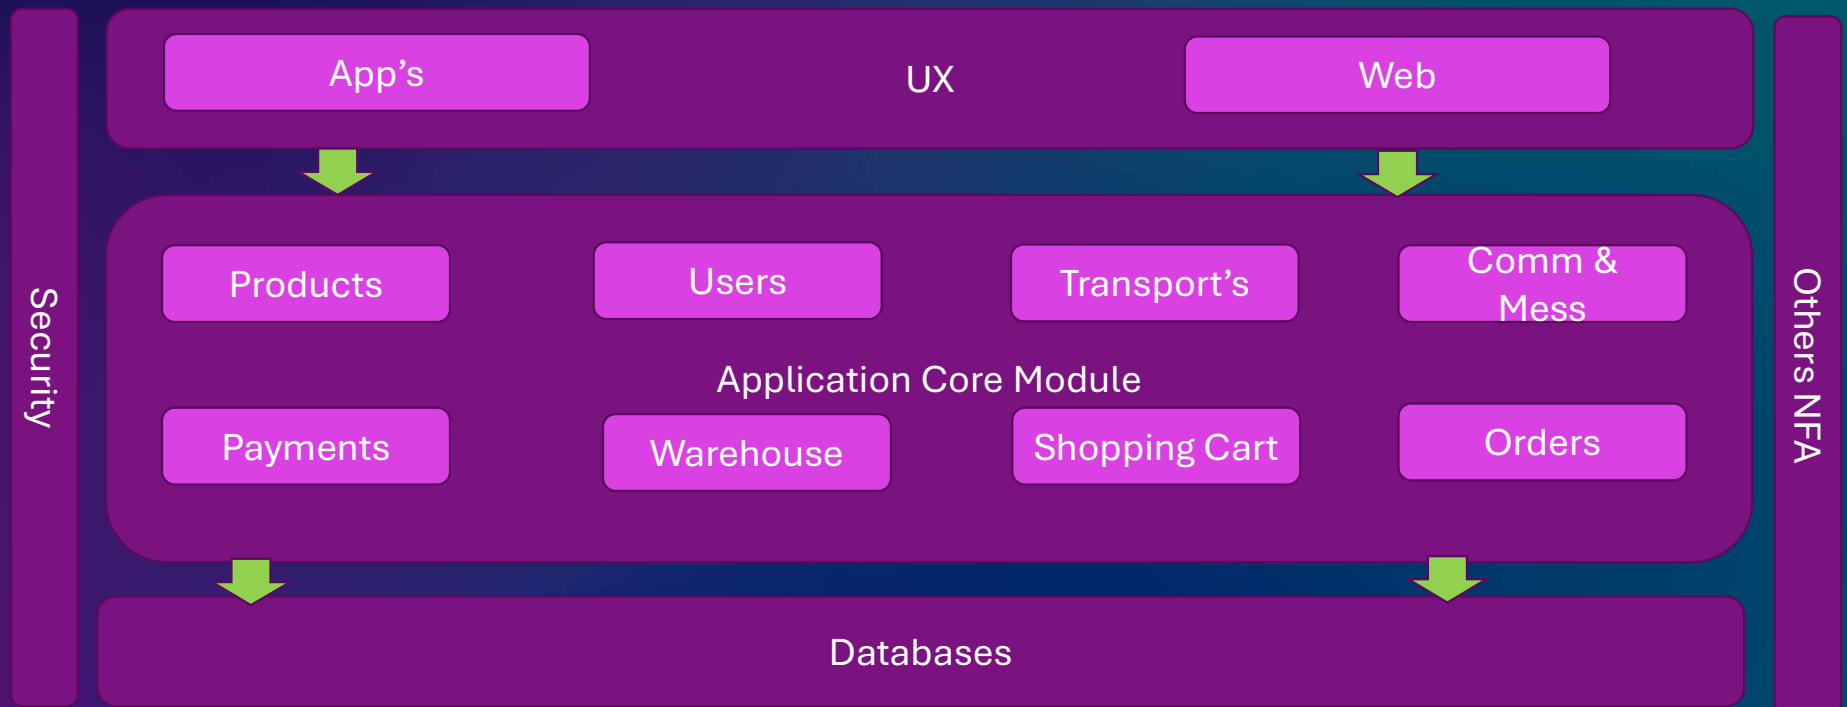 App’s
UX
Web
Products
Users
Transport’s
Comm &
Mess
Security
Application Core Module
Others NFA
Payments
Warehouse
Shopping Cart
Orders
Databases